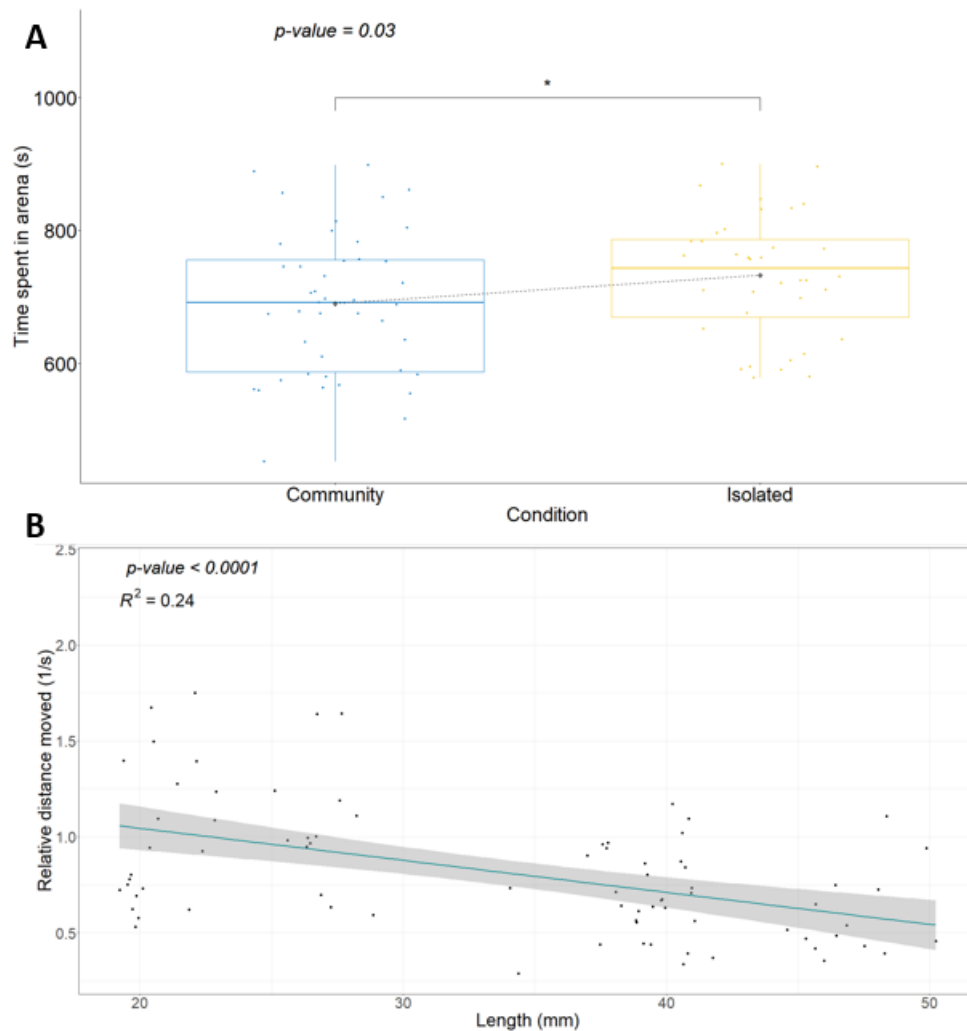 A
p-value = 0.03
*
1000
800
600
Time spent in arena (s)
Community
Isolated
Condition
B
2.5
p-value < 0.0001
R² = 0.24
2.0
1.5
1.0
0.5
Relative distance moved (1/s)
20
30
40
50
Length (mm)